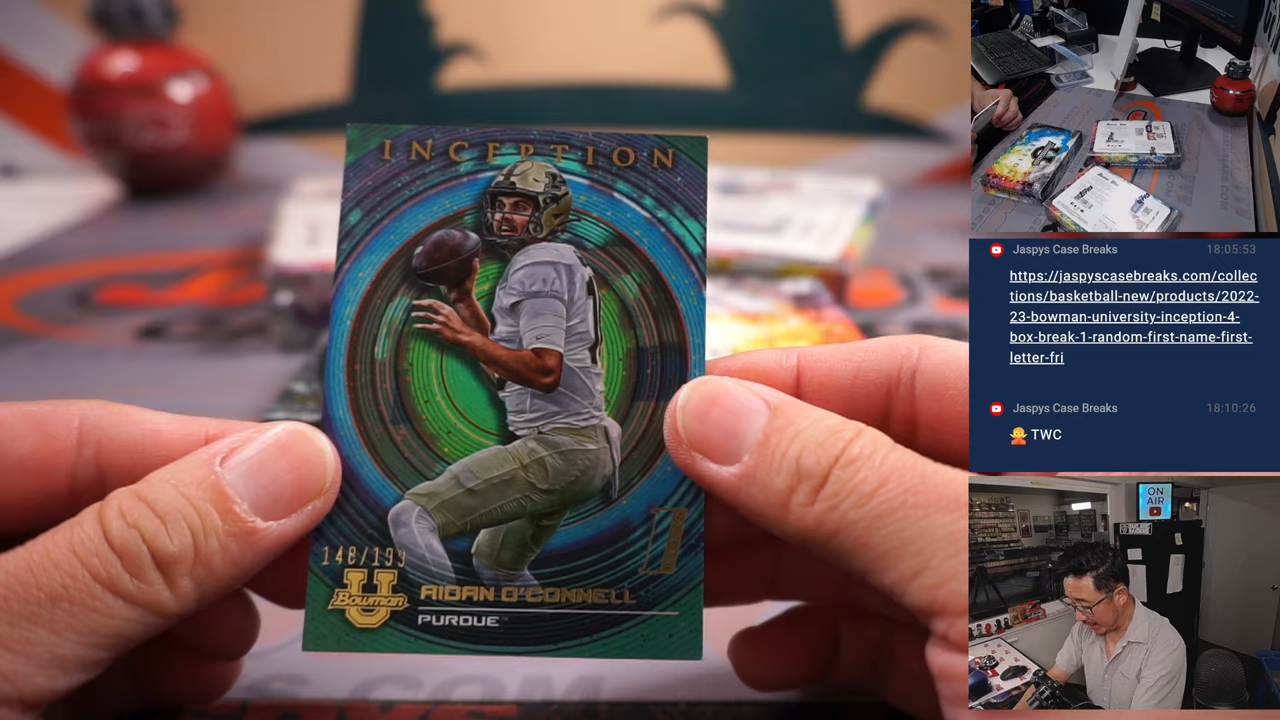 INCEPTION
148/199
U
Bowman
AIDAN O'CONNELL
PURDUE
Jaspys Case Breaks
18:05:53
https://jaspyscasebreaks.com/collec
tions/basketball-new/products/2022-
23-bowman-university-inception-4-
box-break-1-random-first-name-first-
letter-fri
Jaspys Case Breaks
18:10:26
TWC
ON
AIR